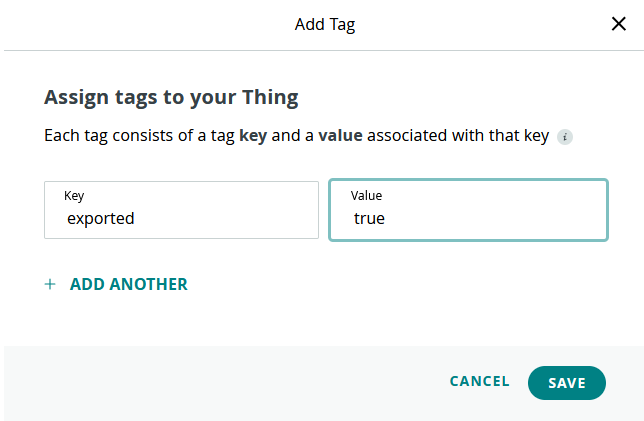 Add Tag
Assign tags to your Thing
Each tag consists of a tag key and a value associated with that key i
Key
exported
Value
true
+ ADD ANOTHER
CANCEL
SAVE